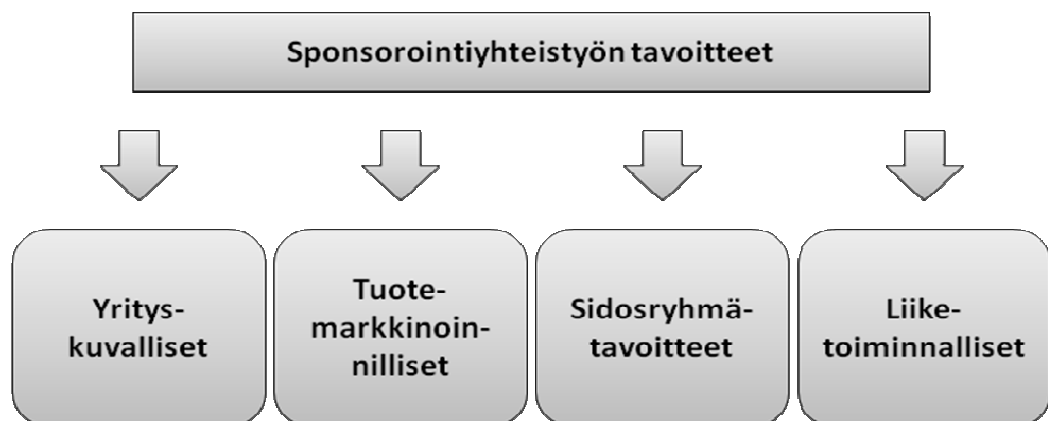 Sponsorointiyhteistyön tavoitteet
Yritys-
kuvalliset
Tuote-
markkinoin-
nilliset
Sidosryhmä-
tavoitteet
Liike-
toiminnalliset